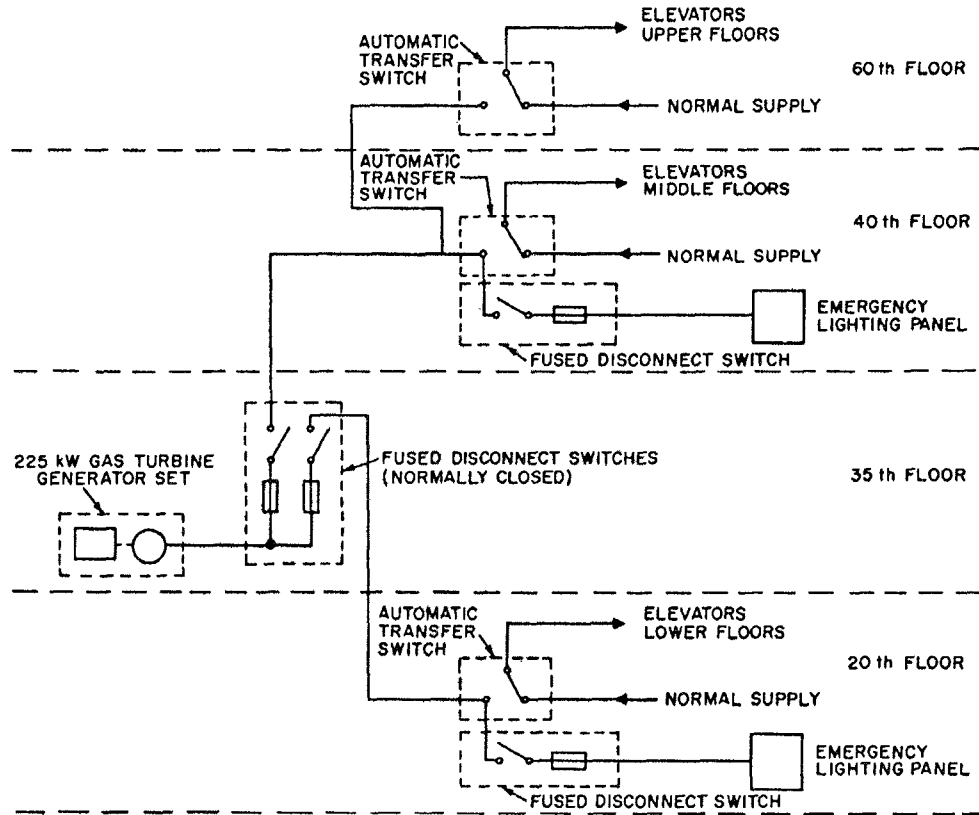 ELEVATORS
UPPER FLOORS
AUTOMATIC
TRANSFER
SWITCH
60 th FLOOR
NORMAL SUPPLY
AUTOMATIC
TRANSFER
SWITCH
ELEVATORS
MIDDLE FLOORS
40 th FLOOR
NORMAL SUPPLY
EMERGENCY
LIGHTING PANEL
FUSED DISCONNECT SWITCH
225 kW GAS TURBINE
GENERATOR SET
FUSED DISCONNECT SWITCHES
(NORMALLY CLOSED)
35 th FLOOR
AUTOMATIC
TRANSFER
SWITCH
ELEVATORS
LOWER FLOORS
20 th FLOOR
NORMAL SUPPLY
EMERGENCY
LIGHTING PANEL
FUSED DISCONNECT SWITCH